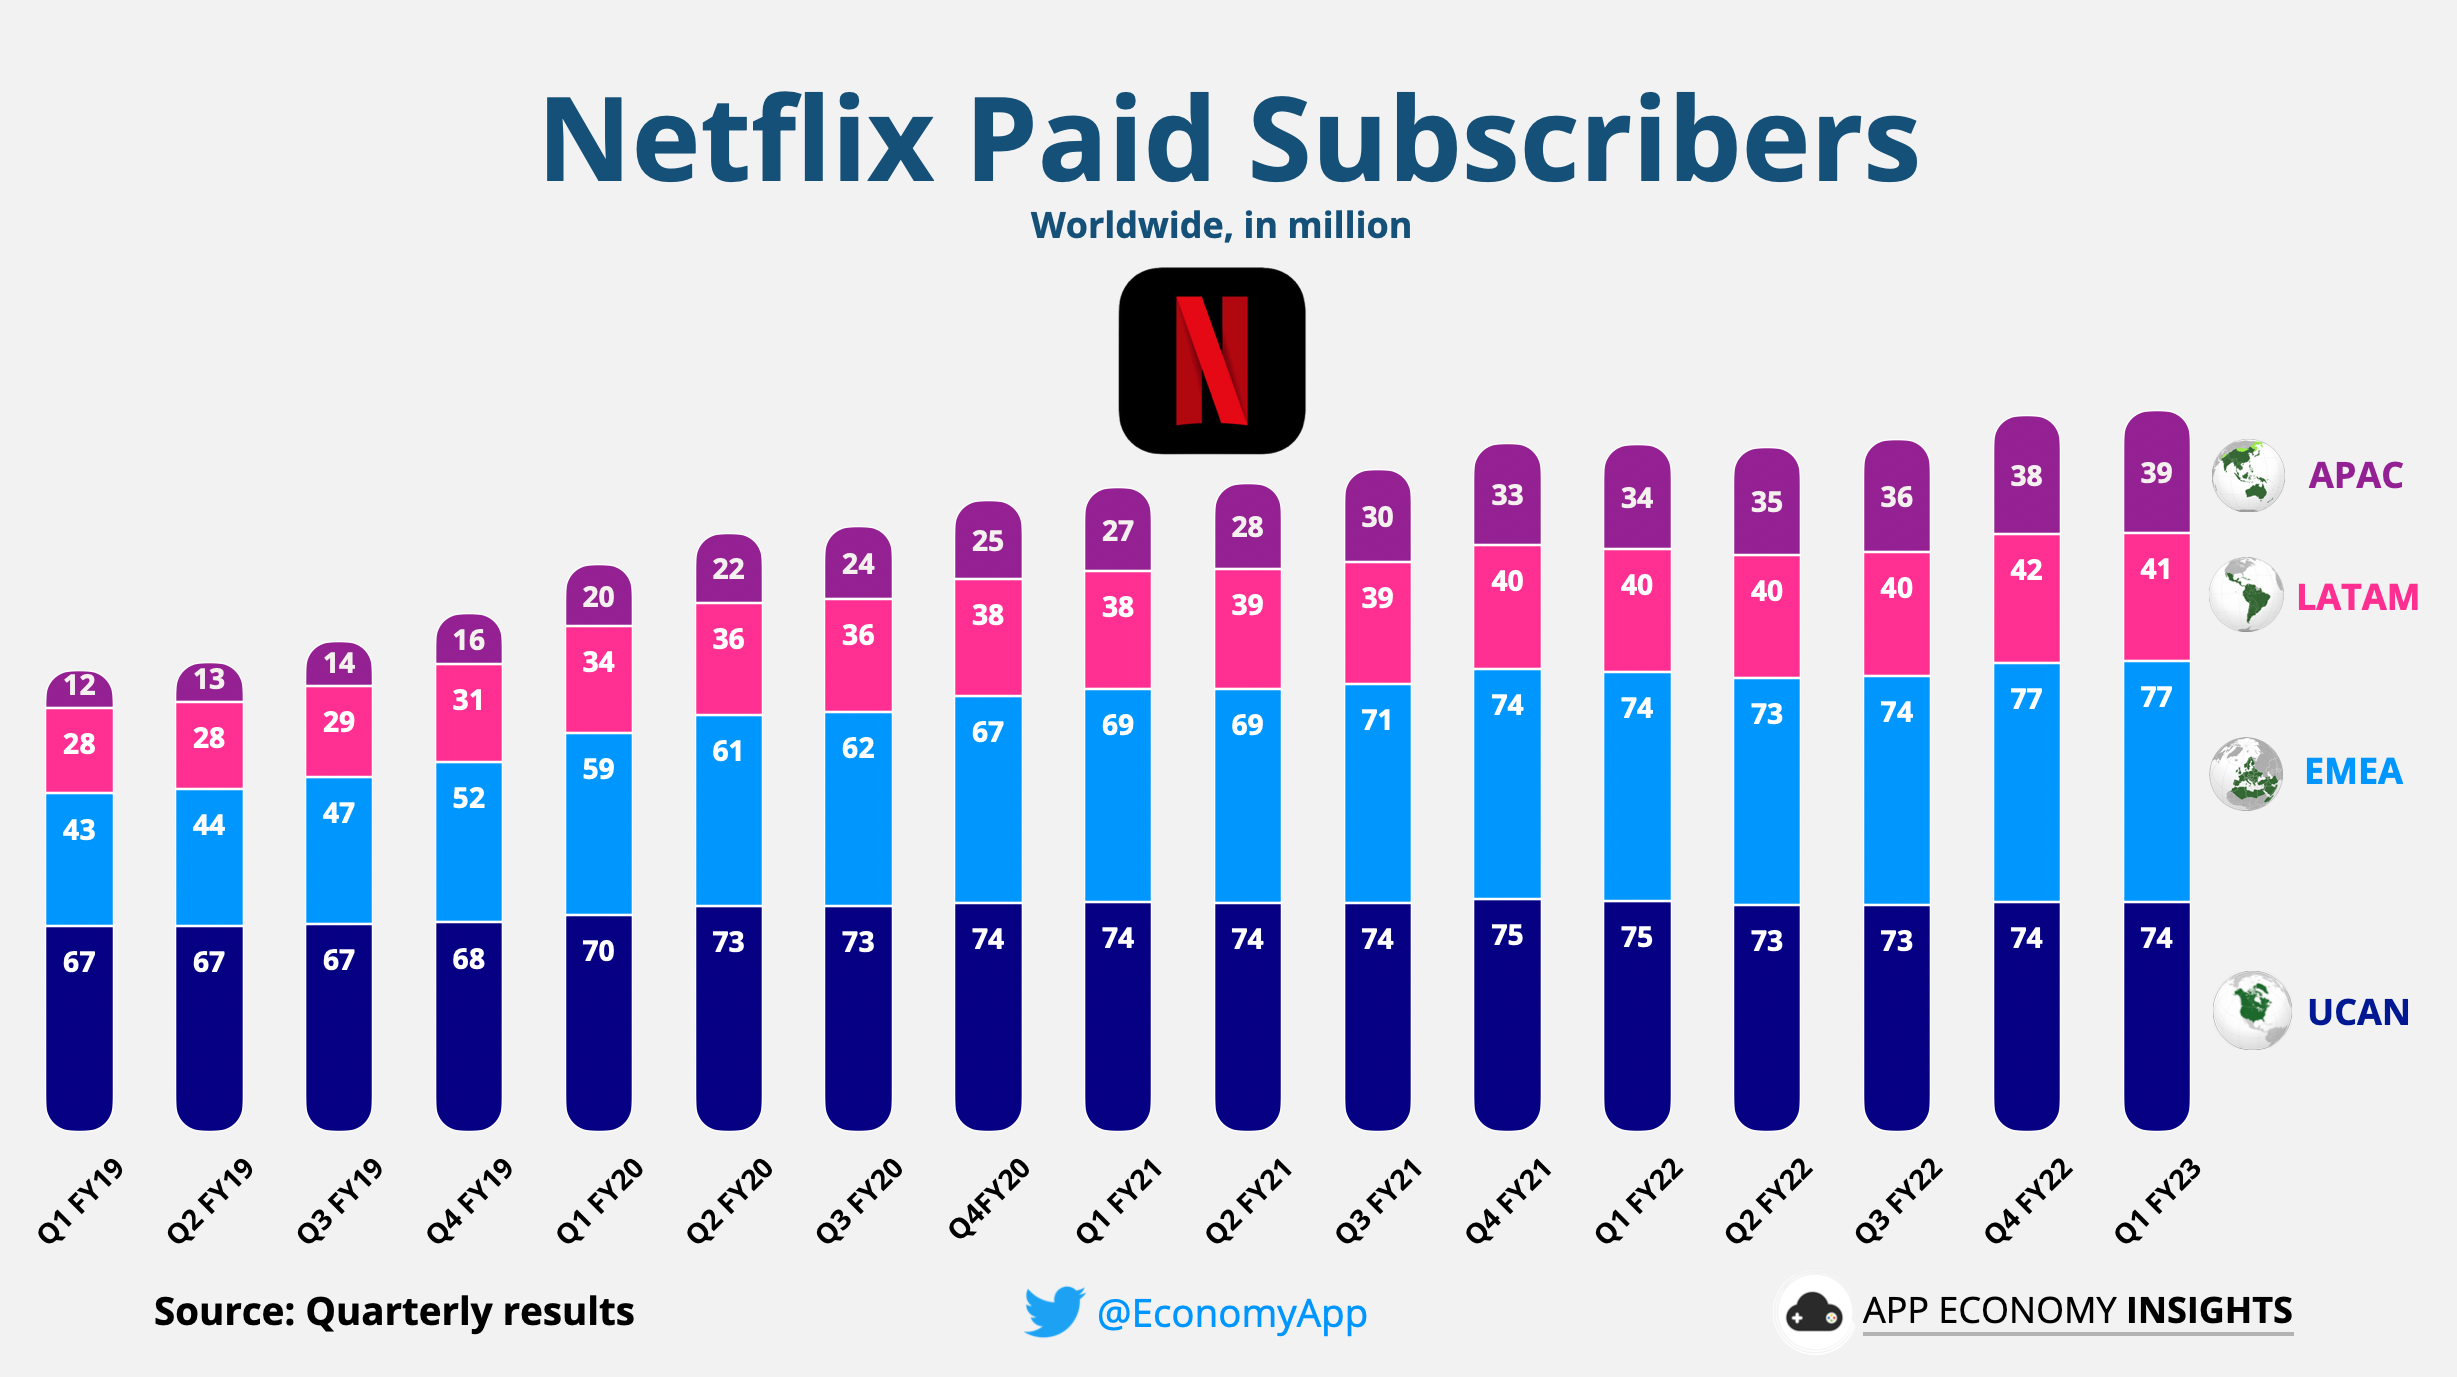 Netflix Paid Subscribers
Worldwide, in million
N
12 13 14 16 20 22 24 25 27 28 30 33 34 35 36 38 39 APAC
28 28 29 31 34 36 36 38 38 39 39 40 40 40 40 42 41 LATAM
43 44 47 52 59 61 62 67 69 69 71 74 74 73 74 77 77 EMEA
67 67 67 68 70 73 73 74 74 74 74 75 75 73 73 74 74 UCAN
Q1 FY19 Q2 FY19 Q3 FY19 Q4 FY19 Q1 FY20 Q2 FY20 Q3 FY20 Q4FY20 Q1 FY21 Q2 FY21 Q3 FY21 Q4 FY21 Q1 FY22 Q2 FY22 Q3 FY22 Q4 FY22 Q1 FY23
Source: Quarterly results
@EconomyApp
APP ECONOMY INSIGHTS